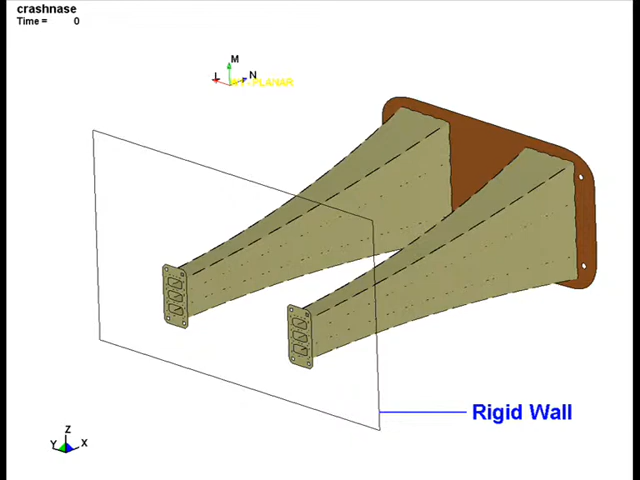 crashnase
Time = 0
M
L N
PLANAR
Rigid Wall
Z
Y X